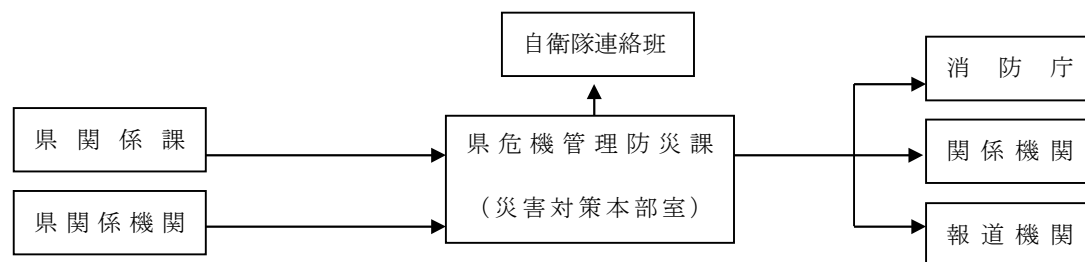 自衛隊連絡班
消防庁
県関係課
県危機管理防災課
（災害対策本部室）
関係機関
県関係機関
報道機関